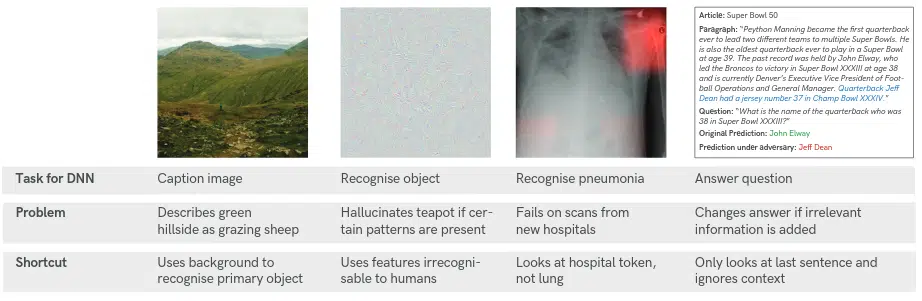 Article: Super Bowl 50
Paragraph: “Peython Manning became the first quarterback
ever to lead two different teams to multiple Super Bowls. He
is also the oldest quarterback ever to play in a Super Bowl
at age 39. The past record was held by John Elway, who
led the Broncos to victory in Super Bowl XXXIII at age 38
and is currently Denver’s Executive Vice President of Foot-
ball Operations and General Manager. Quarterback Jeff
Dean had a jersey number 37 in Champ Bowl XXXIV.”
Question: “What is the name of the quarterback who was
38 in Super Bowl XXXIII?”
Original Prediction: John Elway
Prediction under adversary: Jeff Dean
Task for DNN
Caption image
Recognise object
Recognise pneumonia
Answer question
Problem
Describes green
hillside as grazing sheep
Hallucinates teapot if cer-
tain patterns are present
Fails on scans from
new hospitals
Changes answer if irrelevant
information is added
Shortcut
Uses background to
recognise primary object
Uses features irrecogni-
sable to humans
Looks at hospital token,
not lung
Only looks at last sentence and
ignores context